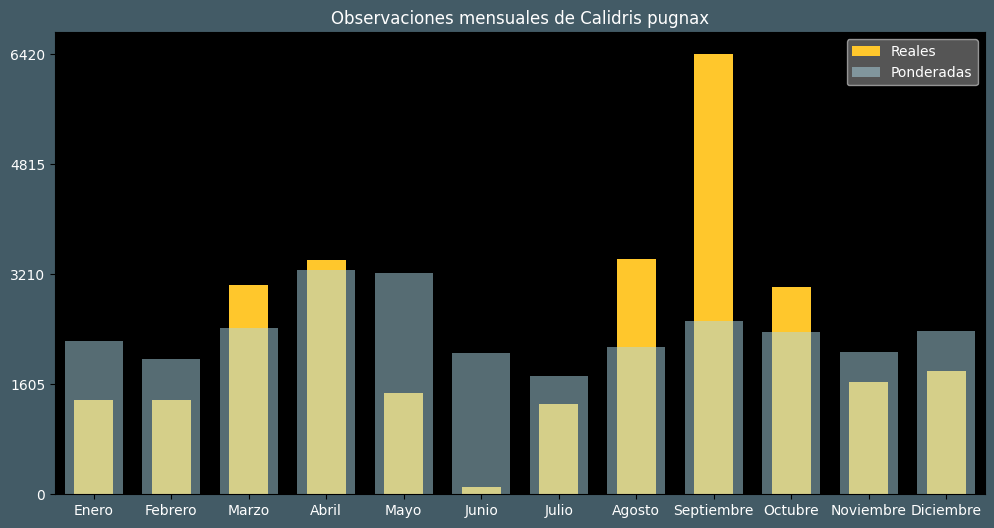 Observaciones mensuales de Calidris pugnax
Reales
Ponderadas
6420
4815
3210
1605
0
Enero Febrero Marzo Abril Mayo Junio Julio Agosto Septiembre Octubre Noviembre Diciembre